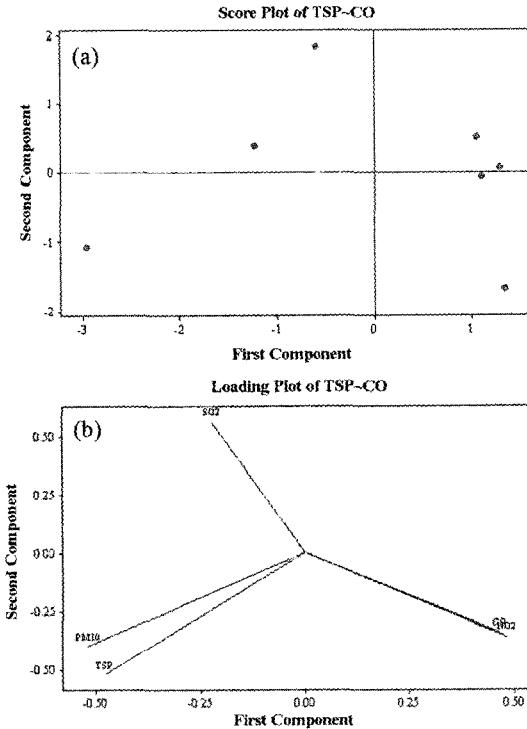 Score Plot of TSP~CO
(a)
2
1
0
-1
-2
Second Component
-3
-2
-1
0
1
First Component
Loading Plot of TSP~CO
(b)
SO2
0.50
0.25
0.00
-0.25
-0.50
Second Component
PM10
TSP
-0.50
-0.25
0.00
0.25
0.50
First Component